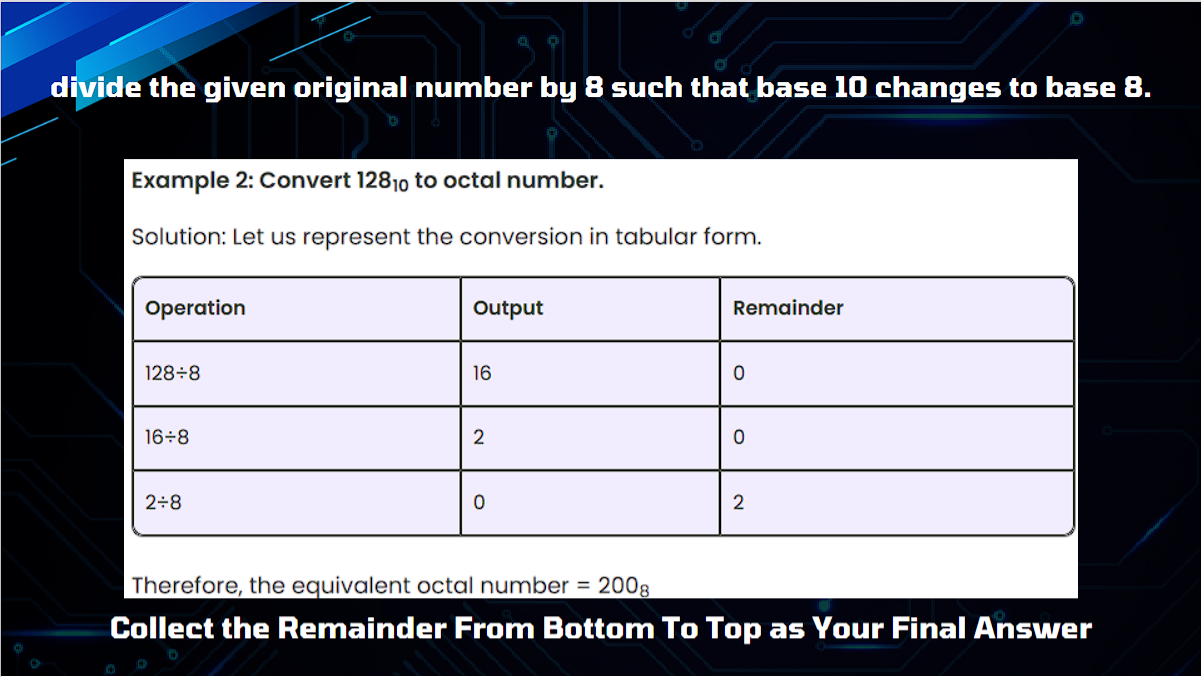 divide the given original number by 8 such that base 10 changes to base 8.
Example 2: Convert 128₁₀ to octal number.
Solution: Let us represent the conversion in tabular form.
Operation Output Remainder
128÷8 16 0
16÷8 2 0
2÷8 0 2
Therefore, the equivalent octal number = 200₈
Collect the Remainder From Bottom To Top as Your Final Answer